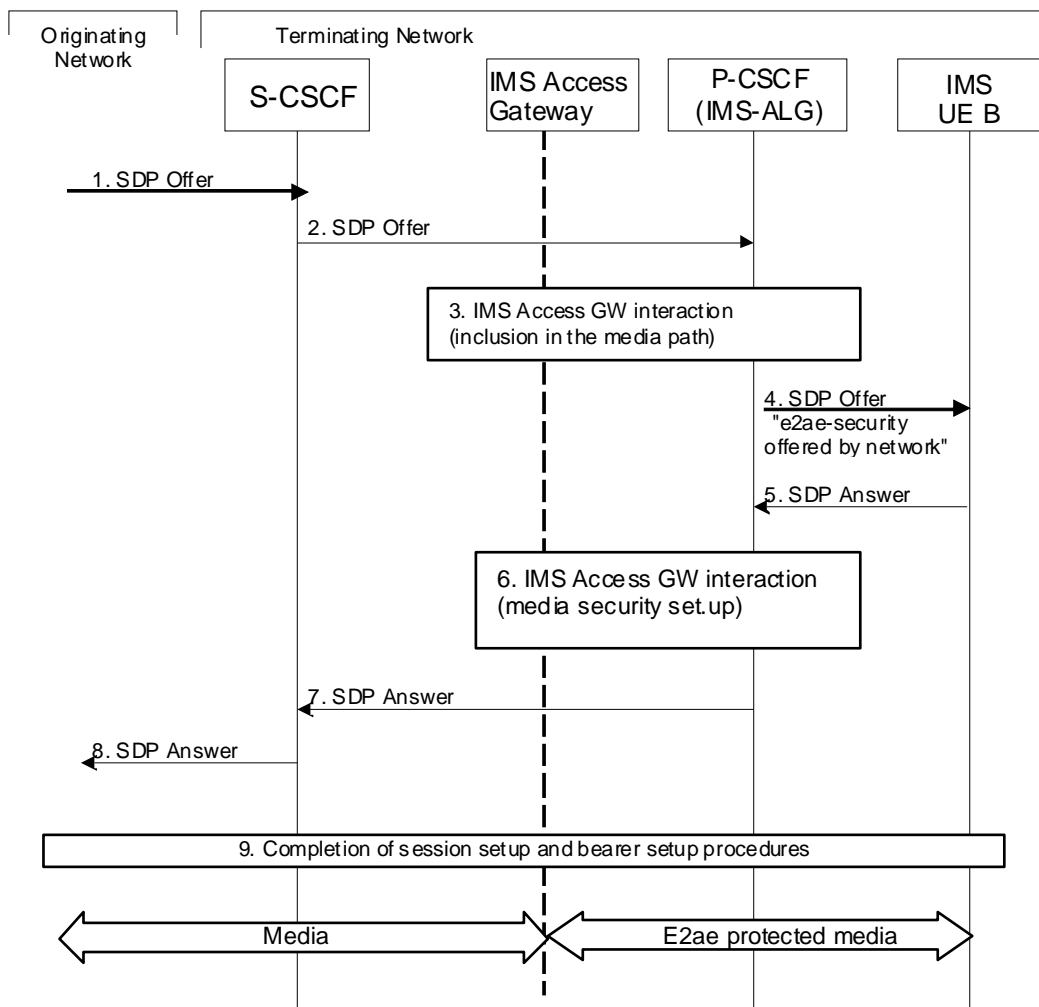 Originating
Network
Terminating Network
S-CSCF
IMS Access
Gateway
P-CSCF
(IMS-ALG)
IMS
UE B
1. SDP Offer
2. SDP Offer
3. IMS Access GW interaction
(inclusion in the media path)
4. SDP Offer
"e2ae-security
offered by network"
5. SDP Answer
6. IMS Access GW interaction
(media security set.up)
7. SDP Answer
8. SDP Answer
9. Completion of session setup and bearer setup procedures
Media
E2ae protected media